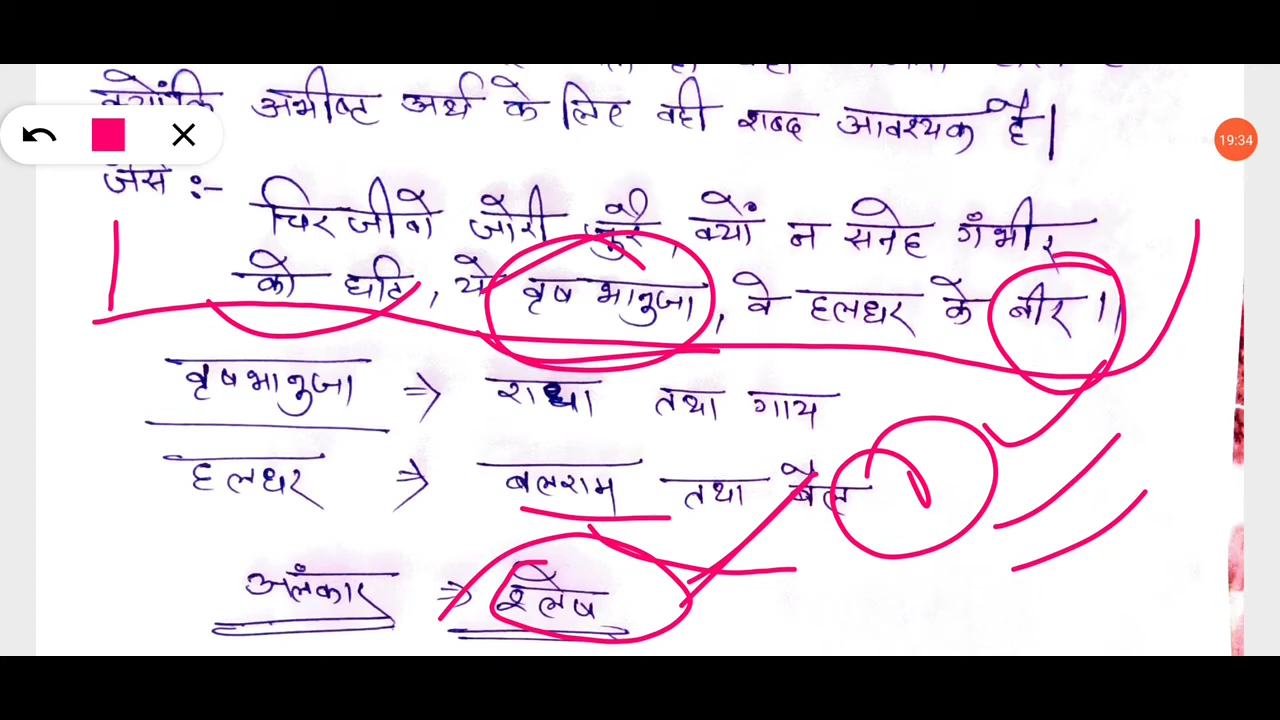 क्योंकि अभीष्ट अर्थ के लिए वही शब्द आवश्यक है।
19:34
जैसे :-
चिरजीवो जोरी जुरै, क्यों न सनेह गँभीर
को घटि, ये वृषभानुजा, वे हलधर के बीर।।
वृषभानुजा ⇒ राधा तथा गाय
हलधर ⇒ बलराम तथा बैल
अलंकार ⇒ श्लेष